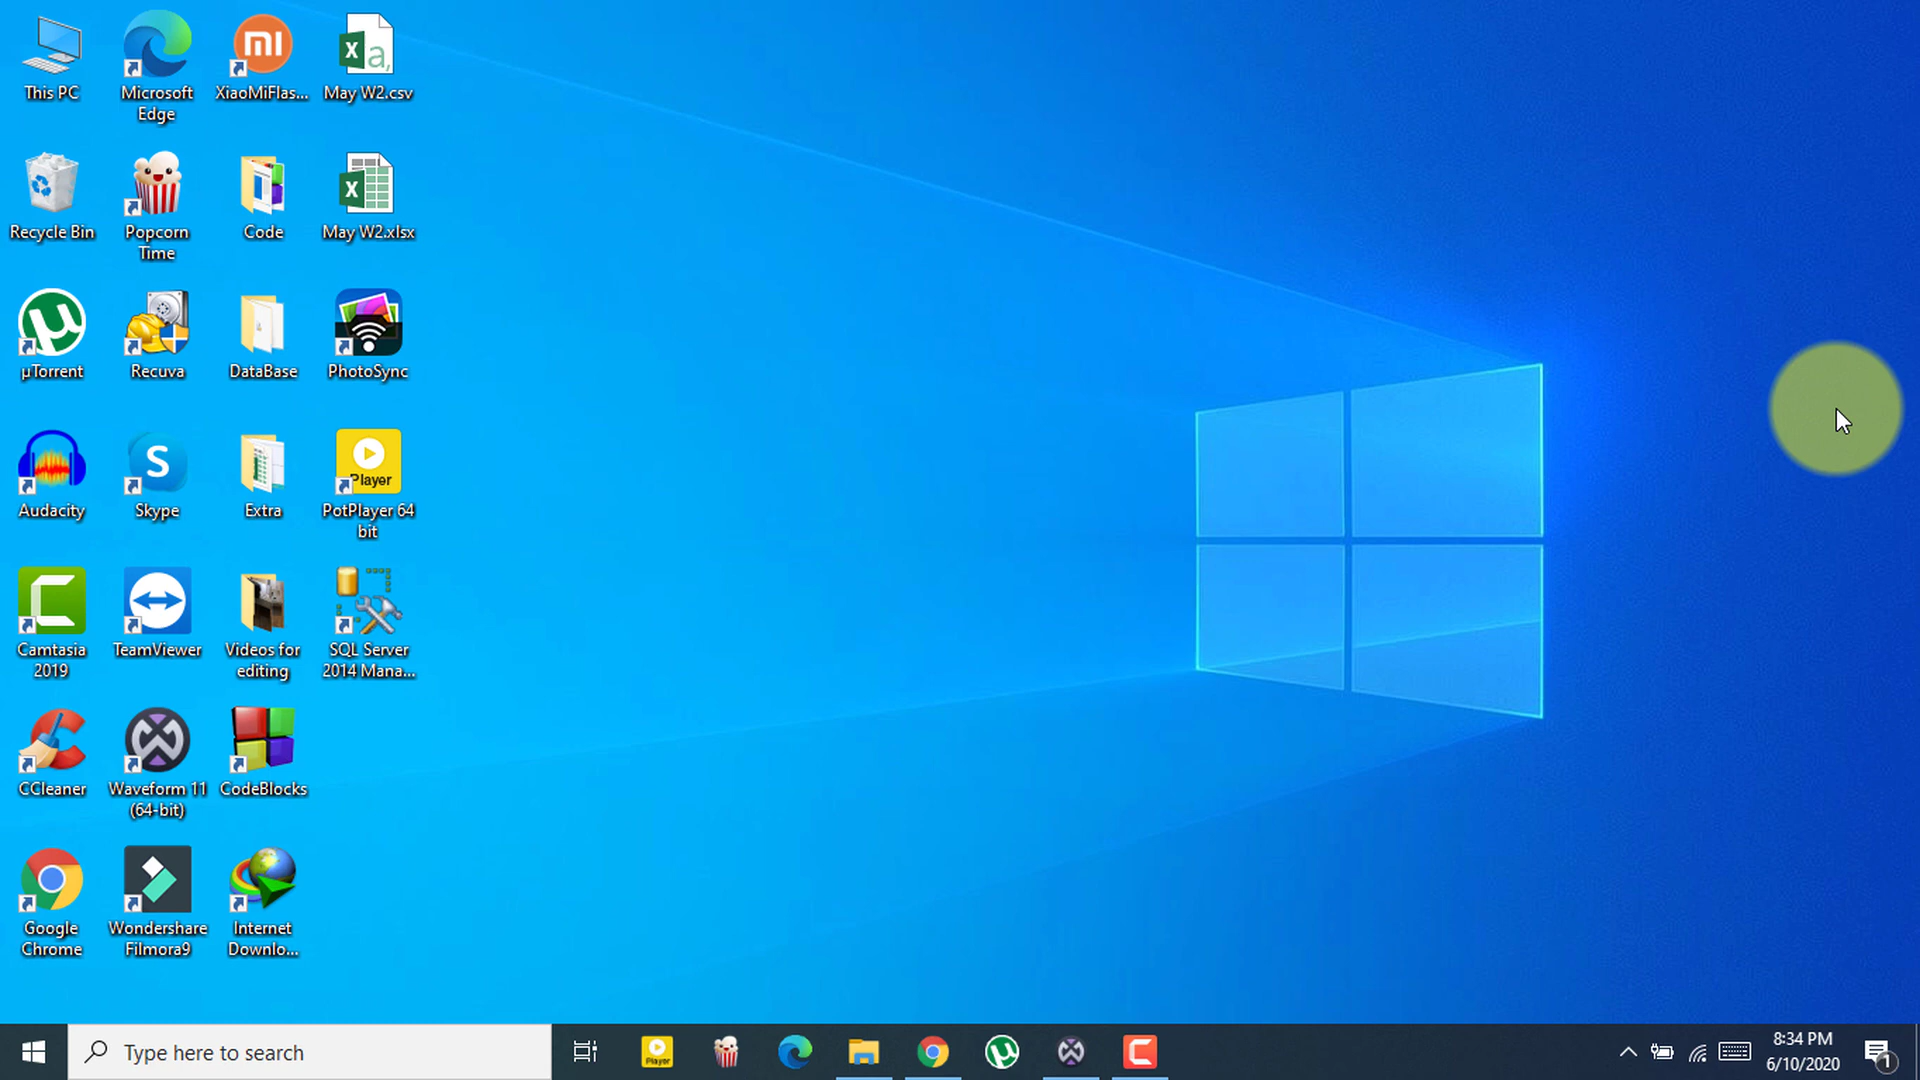 This PC
Microsoft
Edge
mi
XiaoMiFlas...
X a,
May W2.csv
Recycle Bin
Popcorn
Time
Code
X
May W2.xlsx
µ
µTorrent
Recuva
DataBase
PhotoSync
Audacity
S
Skype
Extra
Player
PotPlayer 64
bit
C
Camtasia
2019
TeamViewer
Videos for
editing
SQL Server
2014 Mana...
CCleaner
Waveform 11
(64-bit)
CodeBlocks
Google
Chrome
Wondershare
Filmora9
Internet
Downlo...
Type here to search
Player
µ
C
8:34 PM
6/10/2020
1